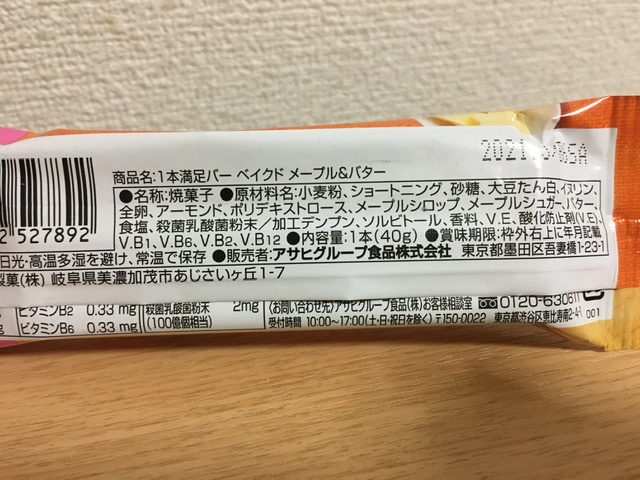 商品名:1本満足バー ベイクド メープル&バター
2021
●名称:焼菓子 ●原材料名:小麦粉、ショートニング、砂糖、大豆たん白、イヌリン、
全卵、アーモンド、ポリデキストロース、メープルシロップ、メープルシュガー、バター、
食塩、殺菌乳酸菌粉末/加工デンプン、ソルビトール、香料、V.E、酸化防止剤(V.E)、
V.B1、V.B6、V.B2、V.B12 ●内容量:1本(40g) ●賞味期限:枠外右上に年月記載
2 527892
日光・高温多湿を避け、常温で保存 ●販売者:アサヒグループ食品株式会社 東京都墨田区吾妻橋1-23-1
製菓(株) 岐阜県美濃加茂市あじさいヶ丘1-7
ビタミンB2 0.33 mg 殺菌乳酸菌粉末 2mg 〈お問い合わせ先〉アサヒグループ食品(株)お客様相談室 0120-630611
ビタミンB6 0.33 mg (100億個相当) 受付時間 10:00〜17:00(土・日・祝日を除く) 〒150-0022 東京都渋谷区恵比寿南2-4-1 001